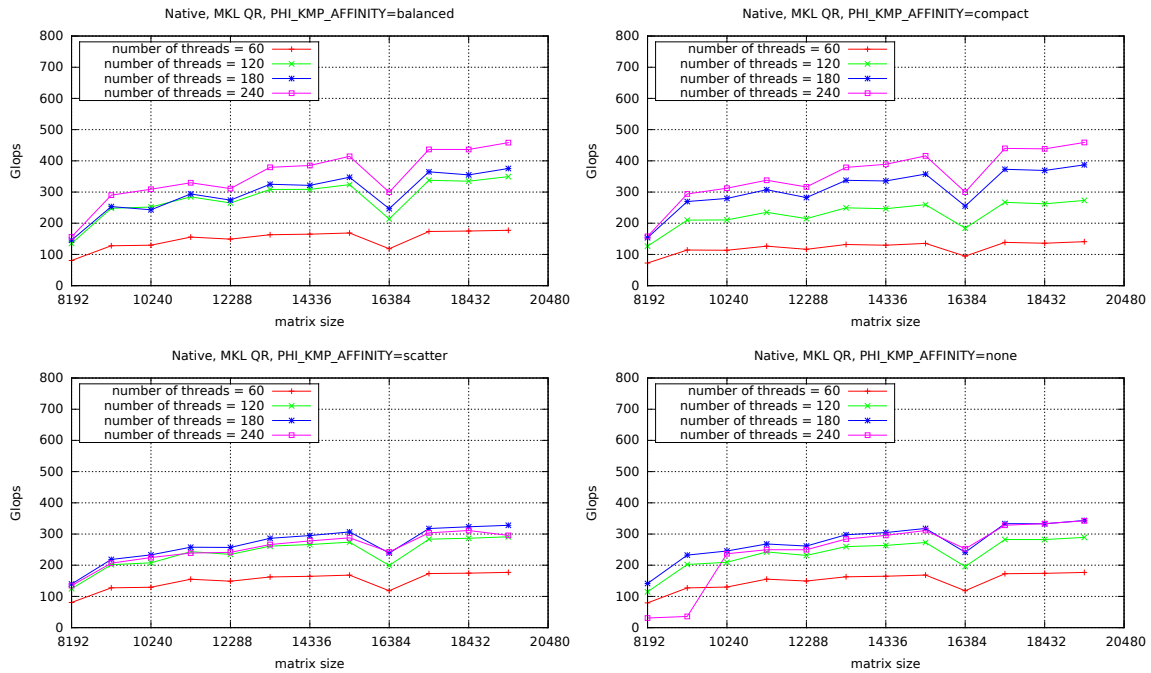 Native, MKL QR, PHI_KMP_AFFINITY=balanced
800
700
600
500
400
300
200
100
0
Glops
number of threads = 60
number of threads = 120
number of threads = 180
number of threads = 240
8192 10240 12288 14336 16384 18432 20480
matrix size
Native, MKL QR, PHI_KMP_AFFINITY=compact
800
700
600
500
400
300
200
100
0
Glops
number of threads = 60
number of threads = 120
number of threads = 180
number of threads = 240
8192 10240 12288 14336 16384 18432 20480
matrix size
Native, MKL QR, PHI_KMP_AFFINITY=scatter
800
700
600
500
400
300
200
100
0
Glops
number of threads = 60
number of threads = 120
number of threads = 180
number of threads = 240
8192 10240 12288 14336 16384 18432 20480
matrix size
Native, MKL QR, PHI_KMP_AFFINITY=none
800
700
600
500
400
300
200
100
0
Glops
number of threads = 60
number of threads = 120
number of threads = 180
number of threads = 240
8192 10240 12288 14336 16384 18432 20480
matrix size